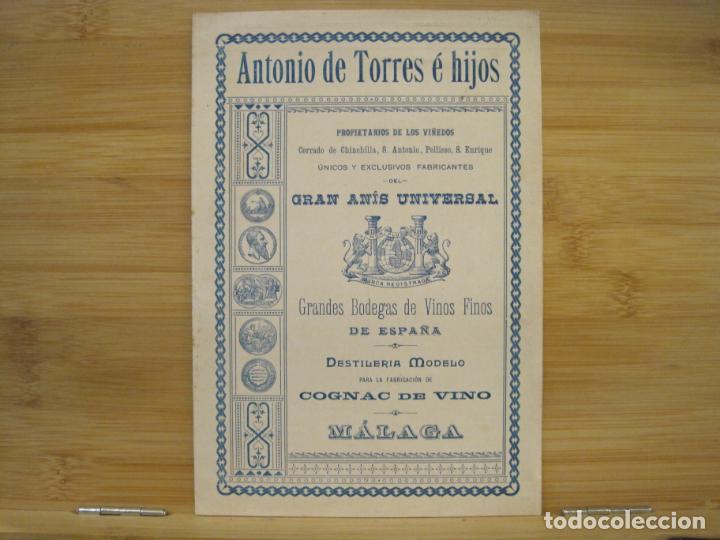 Antonio de Torres é hijos
PROPIETARIOS DE LOS VIÑEDOS
Cerrado de Chinchilla, S. Antonio, Pellisso, S. Enrique
ÚNICOS Y EXCLUSIVOS FABRICANTES
—DEL—
GRAN ANÍS UNIVERSAL
MARCA REGISTRADA
Grandes Bodegas de Vinos Finos
DE ESPAÑA
DESTILERIA MODELO
PARA LA FABRICACIÓN DE
COGNAC DE VINO
MÁLAGA
todocoleccion.net